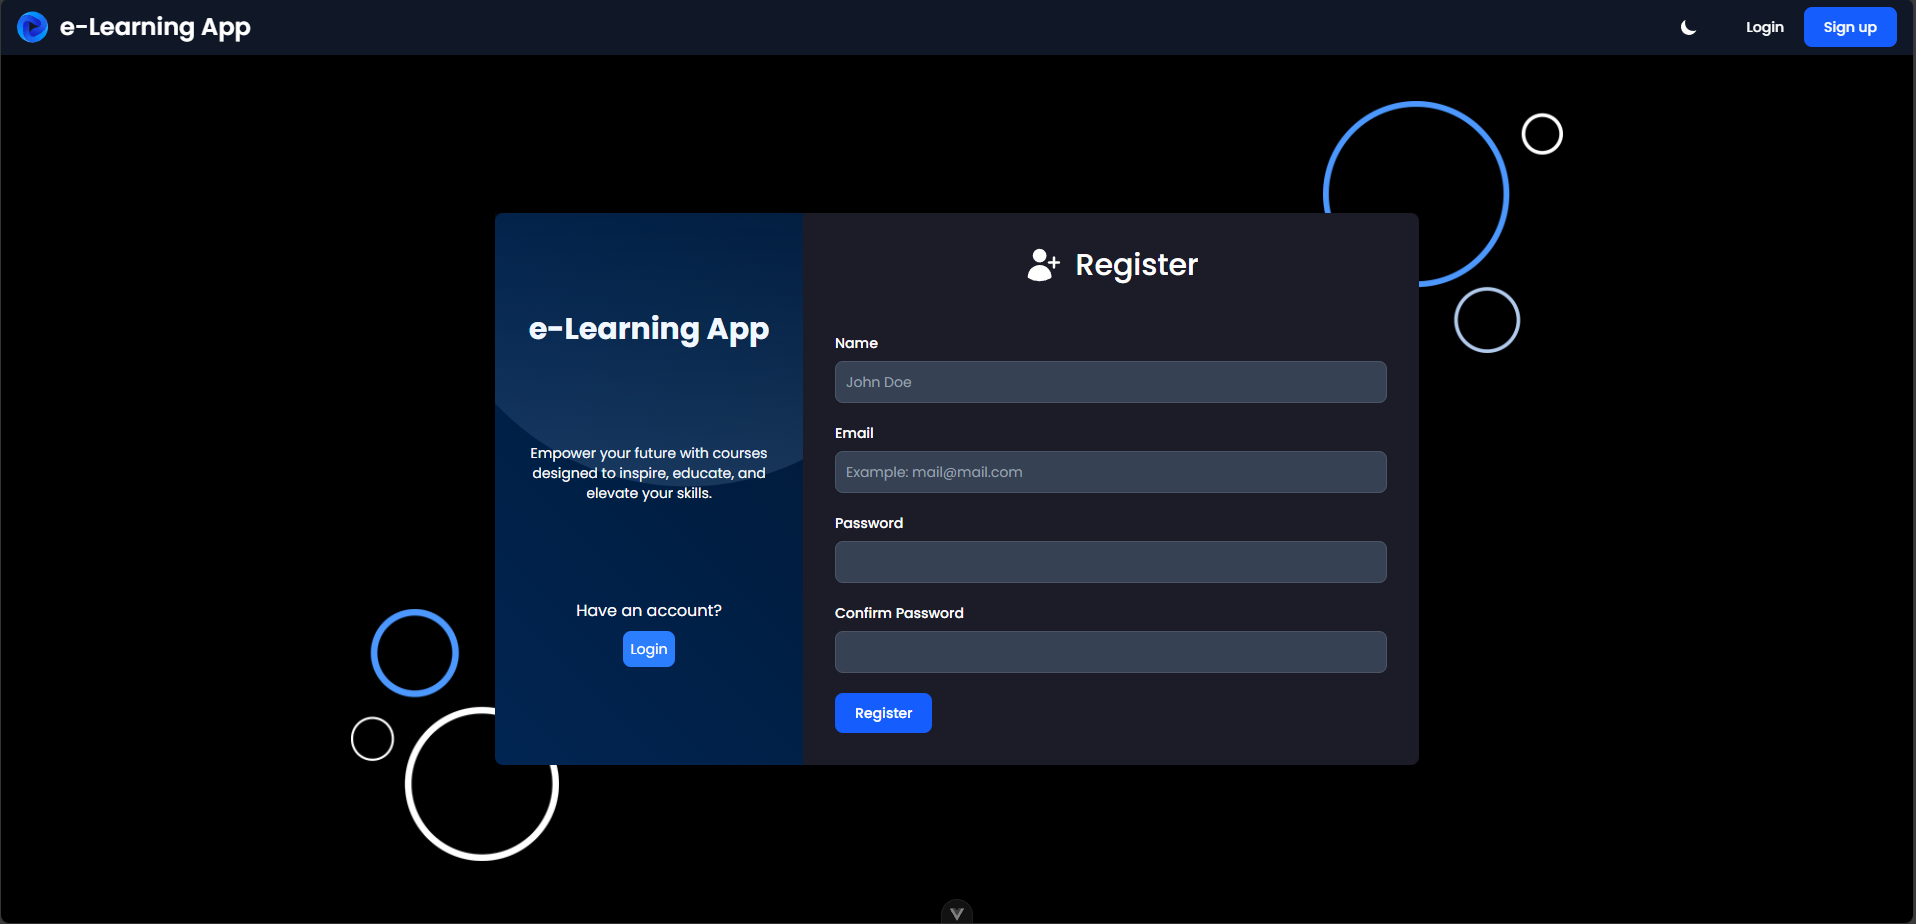 e-Learning App
Login
Sign up
e-Learning App
Empower your future with courses
designed to inspire, educate, and
elevate your skills.
Have an account?
Login
Register
Name
John Doe
Email
Example: mail@mail.com
Password
Confirm Password
Register